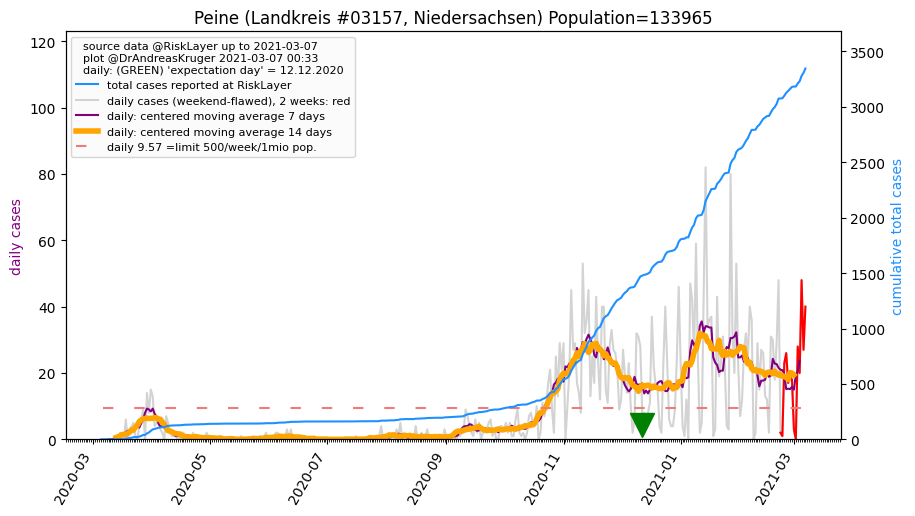 Peine (Landkreis #03157, Niedersachsen) Population=133965
source data @RiskLayer up to 2021-03-07
plot @DrAndreasKruger 2021-03-07 00:33
daily: (GREEN) 'expectation day' = 12.12.2020
total cases reported at RiskLayer
daily cases (weekend-flawed), 2 weeks: red
daily: centered moving average 7 days
daily: centered moving average 14 days
daily 9.57 =limit 500/week/1mio pop.
daily cases
120
100
80
60
40
20
0
cumulative total cases
3500
3000
2500
2000
1500
1000
500
0
2020-03
2020-05
2020-07
2020-09
2020-11
2021-01
2021-03